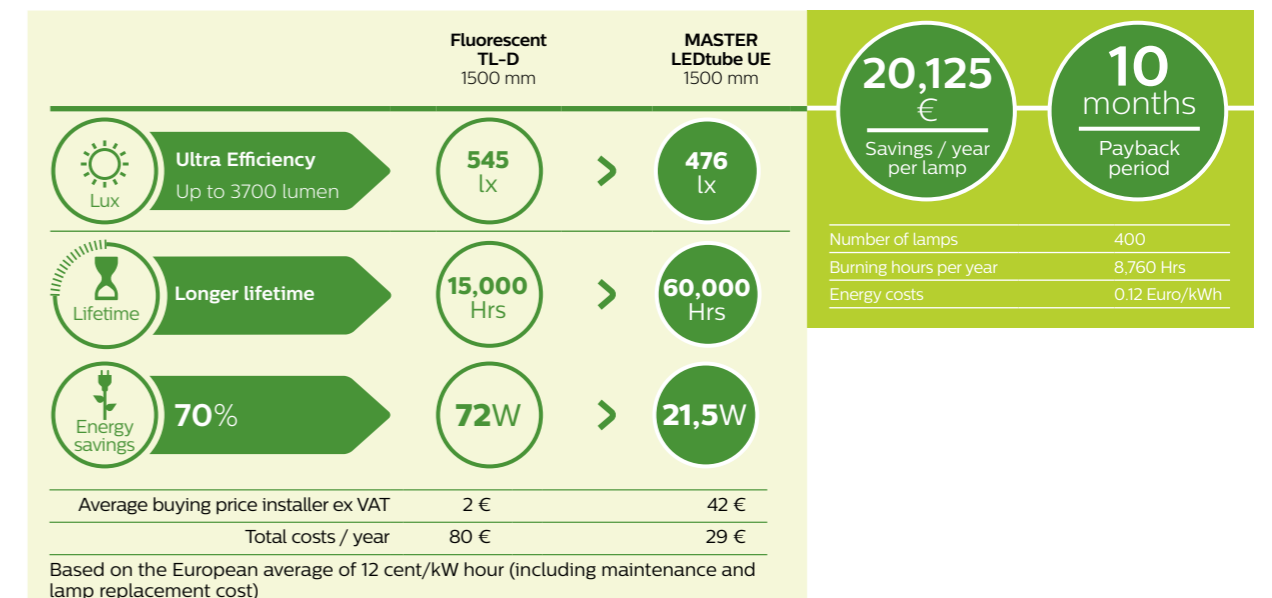 Fluorescent
TL-D
1500 mm
MASTER
LEDtube UE
1500 mm
Lux
Ultra Efficiency
Up to 3700 lumen
545
lx
>
476
lx
Lifetime
Longer lifetime
15,000
Hrs
>
60,000
Hrs
Energy
savings
70%
72W
>
21,5W
Average buying price installer ex VAT 2 € 42 €
Total costs / year 80 € 29 €
Based on the European average of 12 cent/kW hour (including maintenance and
lamp replacement cost)
20,125
€
Savings / year
per lamp
10
months
Payback
period
Number of lamps 400
Burning hours per year 8,760 Hrs
Energy costs 0.12 Euro/kWh